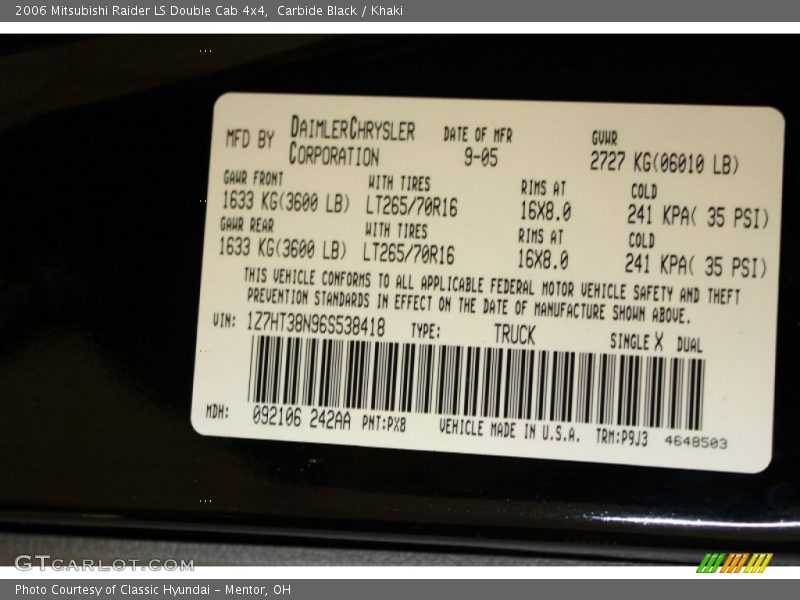 2006 Mitsubishi Raider LS Double Cab 4x4,  Carbide Black / Khaki
MFD BY DAIMLERCHRYSLER CORPORATION
DATE OF MFR 9-05
GVWR 2727 KG(06010 LB)
GAWR FRONT WITH TIRES RIMS AT COLD
1633 KG(3600 LB) LT265/70R16 16X8.0 241 KPA( 35 PSI)
GAWR REAR WITH TIRES RIMS AT COLD
1633 KG(3600 LB) LT265/70R16 16X8.0 241 KPA( 35 PSI)
THIS VEHICLE CONFORMS TO ALL APPLICABLE FEDERAL MOTOR VEHICLE SAFETY AND THEFT
PREVENTION STANDARDS IN EFFECT ON THE DATE OF MANUFACTURE SHOWN ABOVE.
VIN: 1Z7HT38N96S538418 TYPE: TRUCK SINGLE X DUAL
MDH: 092106 242AA PNT:PX8 VEHICLE MADE IN U.S.A. TRM:P9J3 4648503
GTCARLOT.COM
Photo Courtesy of Classic Hyundai - Mentor, OH